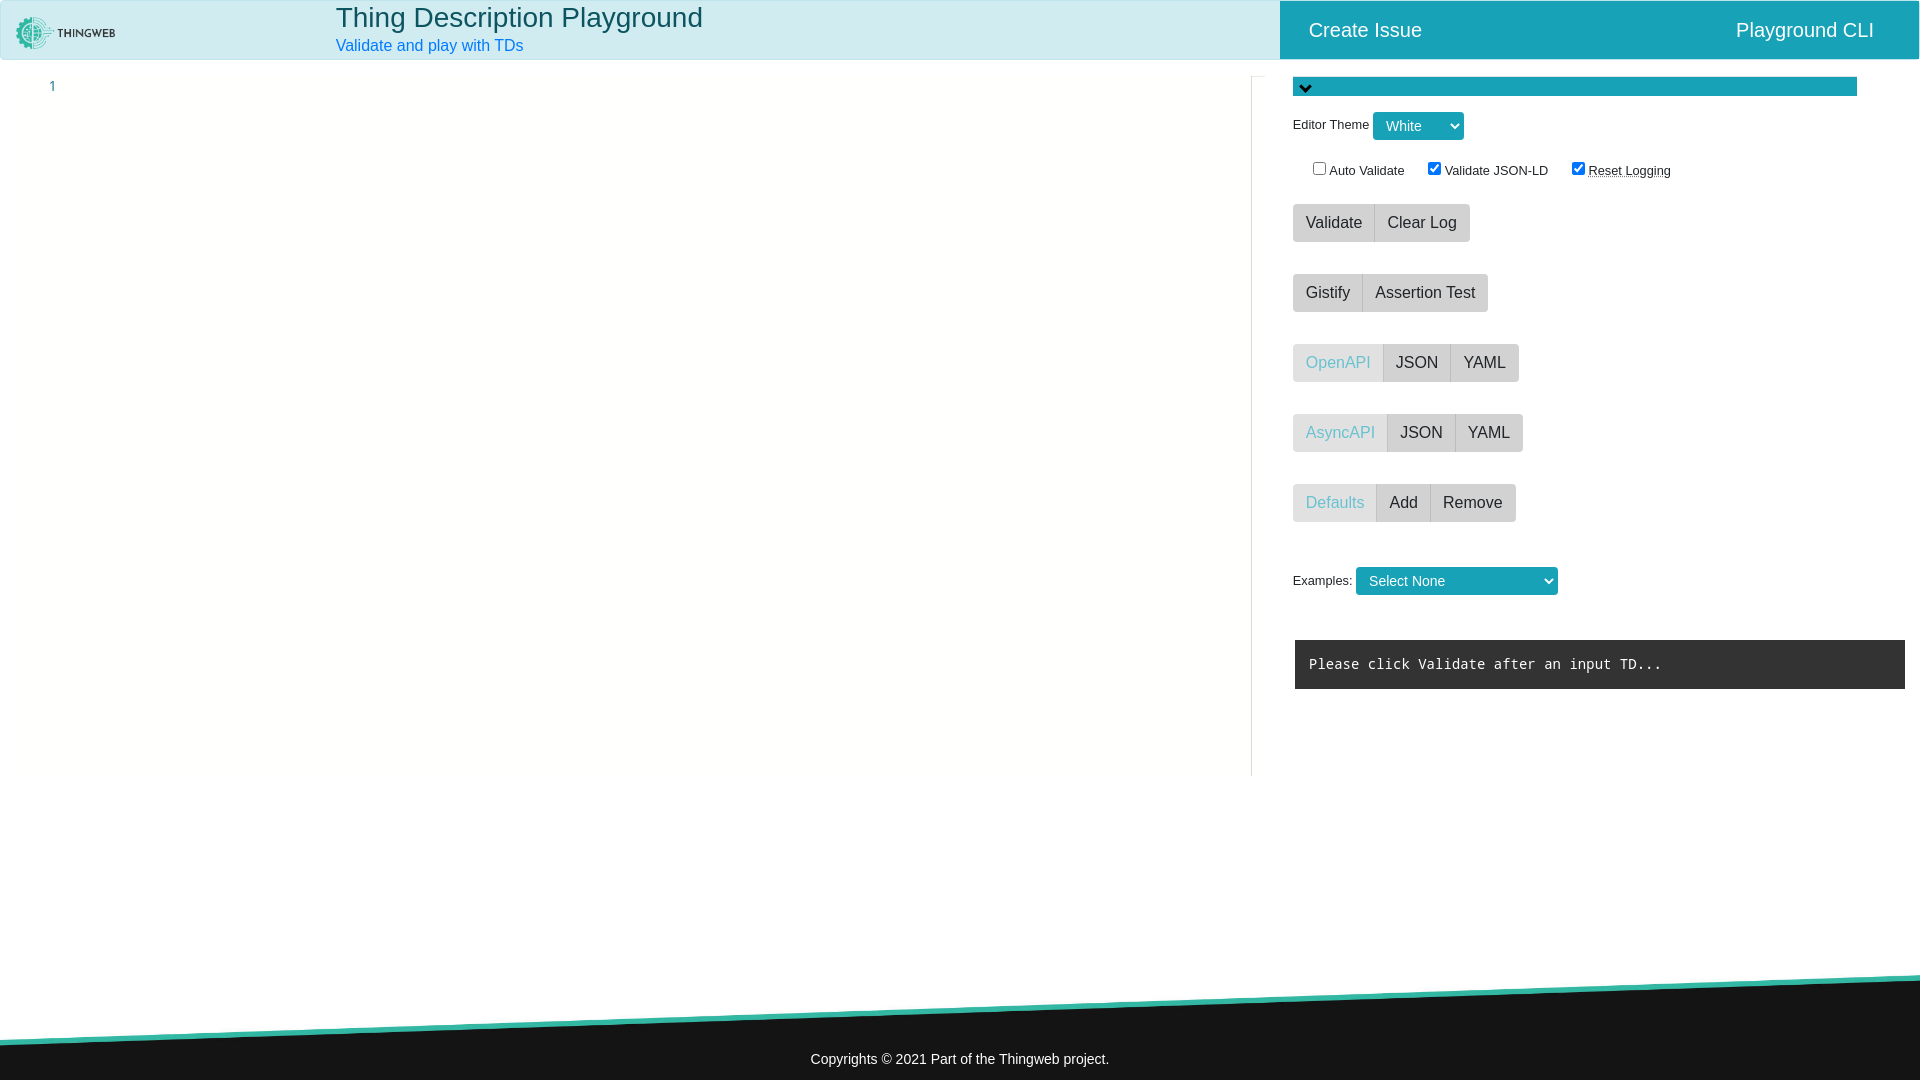 THINGWEB
Thing Description Playground
Validate and play with TDs
Create Issue
Playground CLI
1
Editor Theme White
Auto Validate Validate JSON-LD Reset Logging
Validate Clear Log
Gistify Assertion Test
OpenAPI JSON YAML
AsyncAPI JSON YAML
Defaults Add Remove
Examples: Select None
Please click Validate after an input TD...
Copyrights © 2021 Part of the Thingweb project.